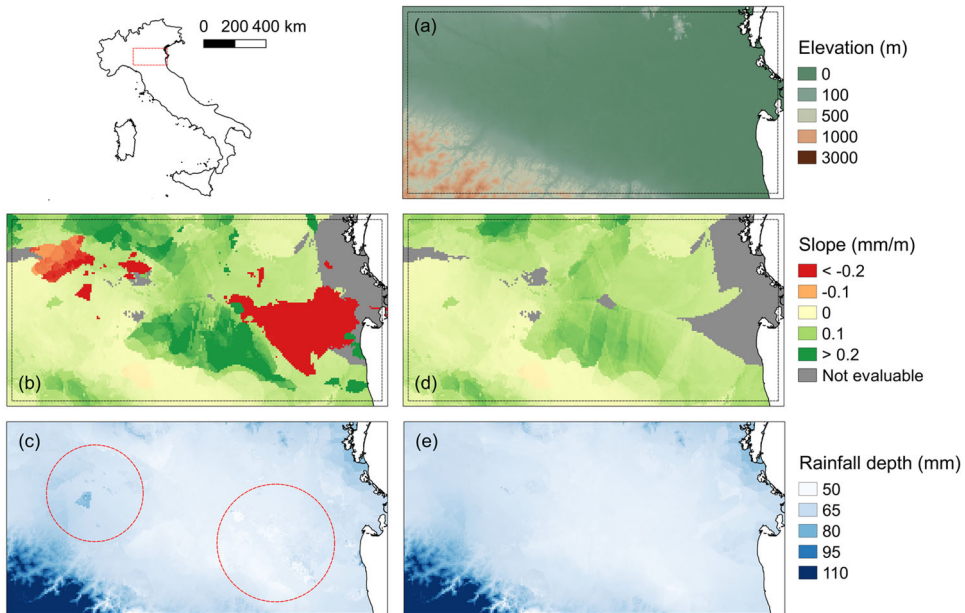 0 200 400 km
(a)
Elevation (m)
0
100
500
1000
3000
(b)
(d)
Slope (mm/m)
< -0.2
-0.1
0
0.1
> 0.2
Not evaluable
(c)
(e)
Rainfall depth (mm)
50
65
80
95
110